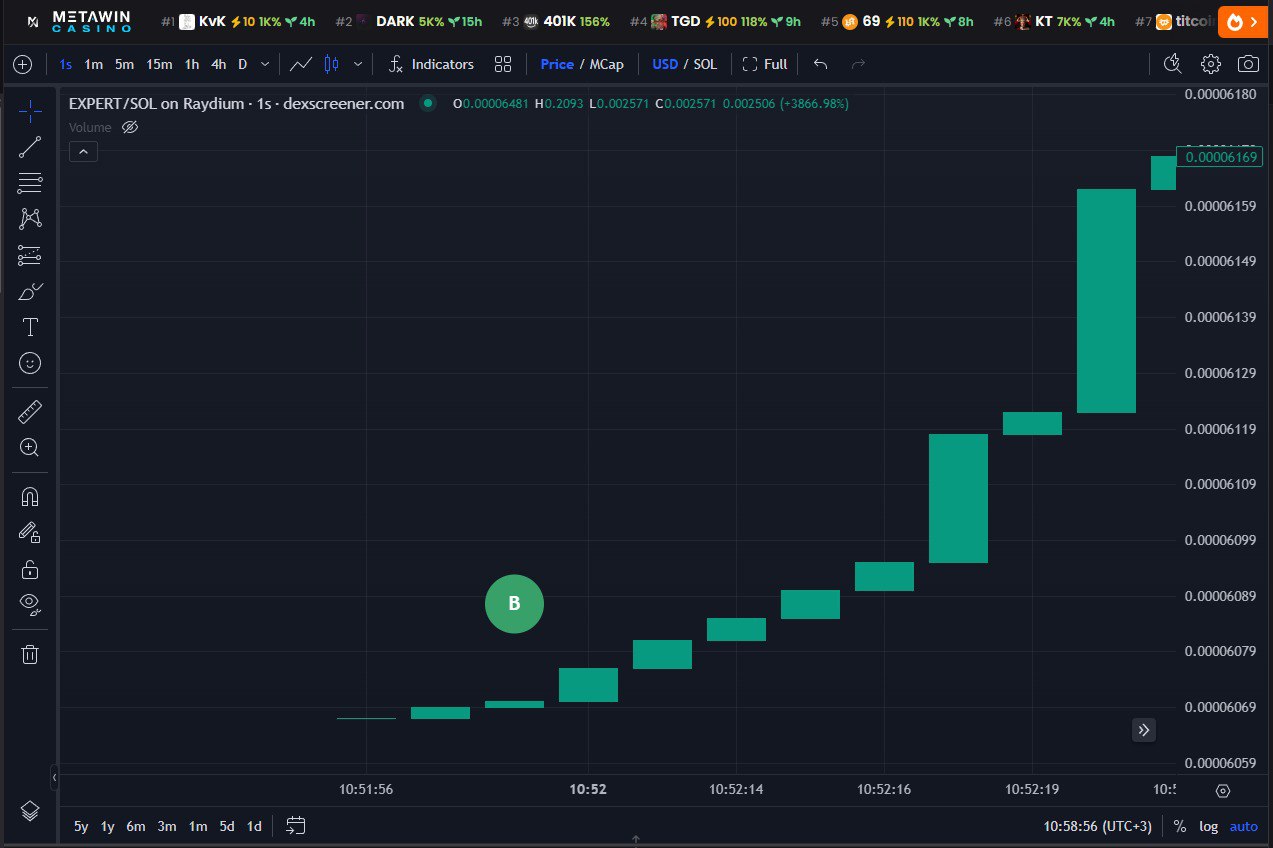 METAWIN CASINO #1 KvK ⚡10 1K% 4h #2 DARK 5K% 15h #3 401K 401K 156% #4 TGD ⚡100 118% 9h #5 69 ⚡110 1K% 8h #6 KT 7K% 4h #7 titcoi
1s 1m 5m 15m 1h 4h D Indicators Price / MCap USD / SOL Full
EXPERT/SOL on Raydium · 1s · dexscreener.com O0.00006481 H0.2093 L0.002571 C0.002571 0.002506 (+3866.98%)
Volume
0.00006180
0.00006169
0.00006159
0.00006149
0.00006139
0.00006129
0.00006119
0.00006109
0.00006099
0.00006089
B
0.00006079
0.00006069
0.00006059
10:51:56 10:52 10:52:14 10:52:16 10:52:19 10:5
5y 1y 6m 3m 1m 5d 1d 10:58:56 (UTC+3) % log auto